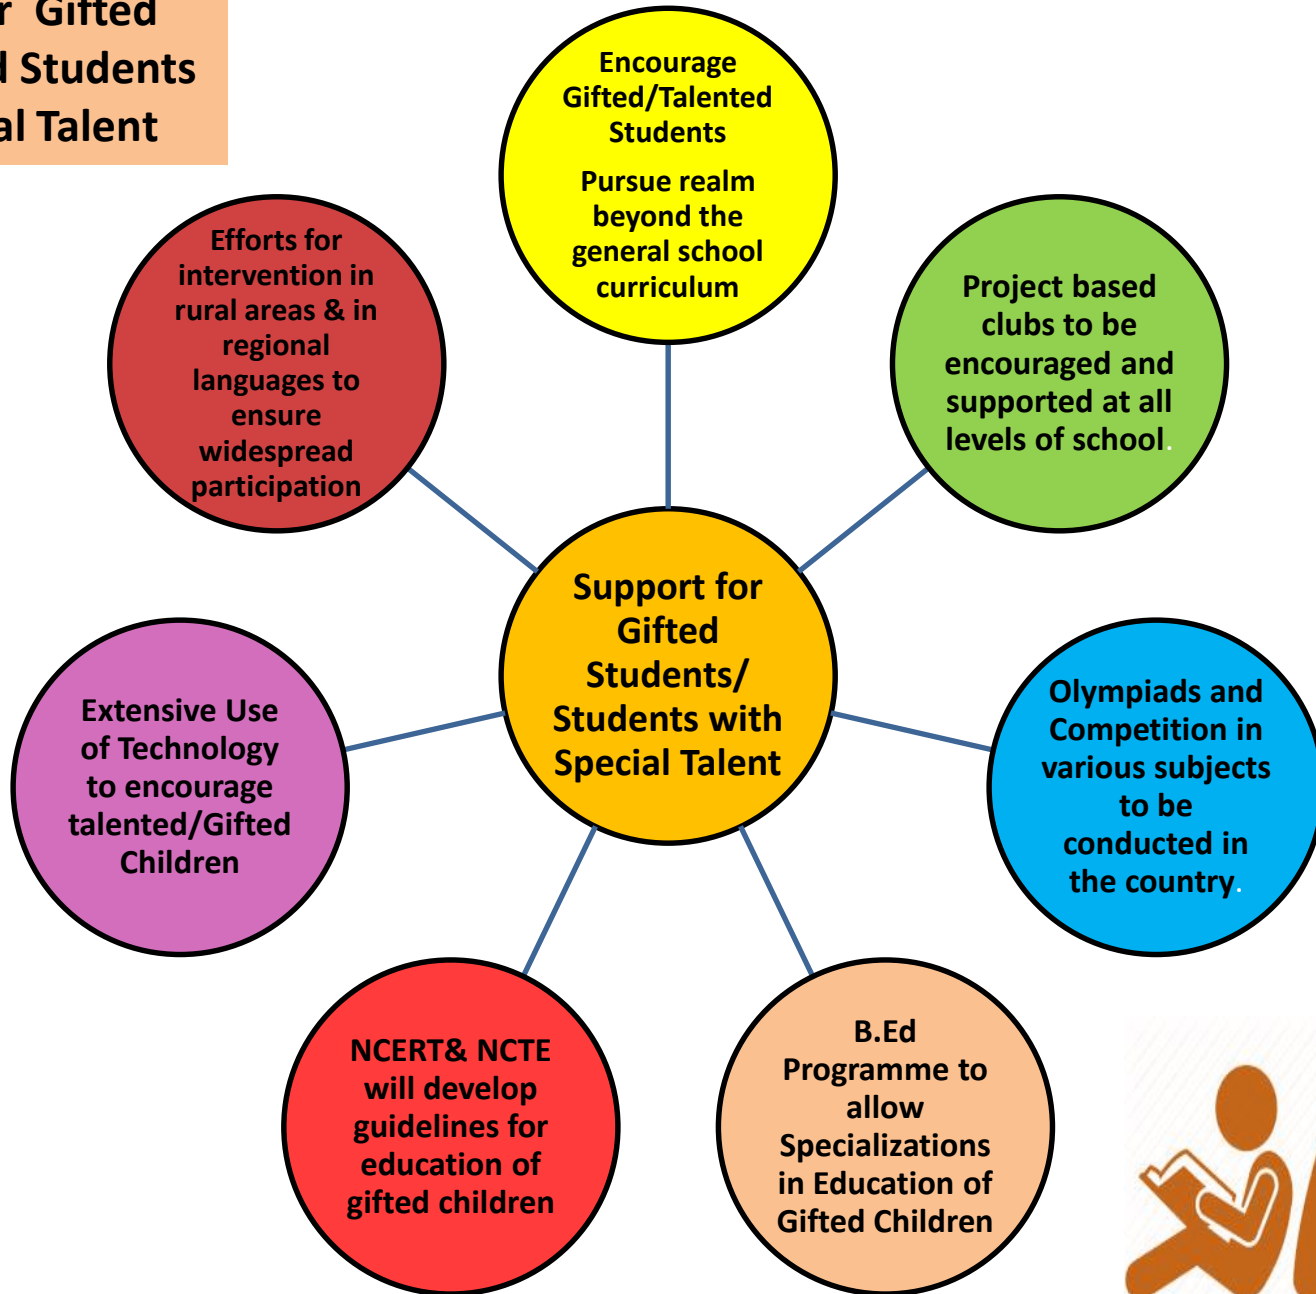 r Gifted
d Students
al Talent
Encourage
Gifted/Talented
Students
Pursue realm
beyond the
general school
curriculum
Project based
clubs to be
encouraged and
supported at all
levels of school.
Olympiads and
Competition in
various subjects
to be
conducted in
the country.
B.Ed
Programme to
allow
Specializations
in Education of
Gifted Children
NCERT& NCTE
will develop
guidelines for
education of
gifted children
Extensive Use
of Technology
to encourage
talented/Gifted
Children
Efforts for
intervention in
rural areas & in
regional
languages to
ensure
widespread
participation
Support for
Gifted
Students/
Students with
Special Talent